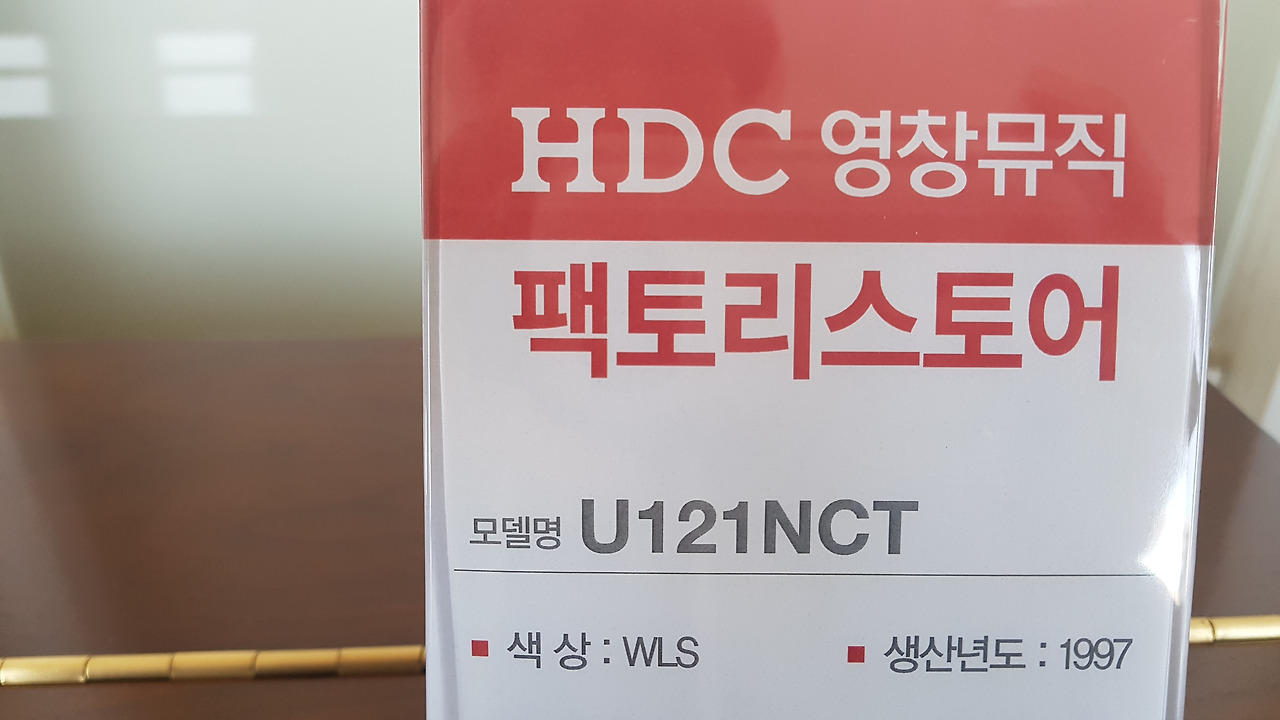 HDC 영창뮤직
팩토리스토어
모델명 U121NCT
색 상 : WLS
생산년도 : 1997